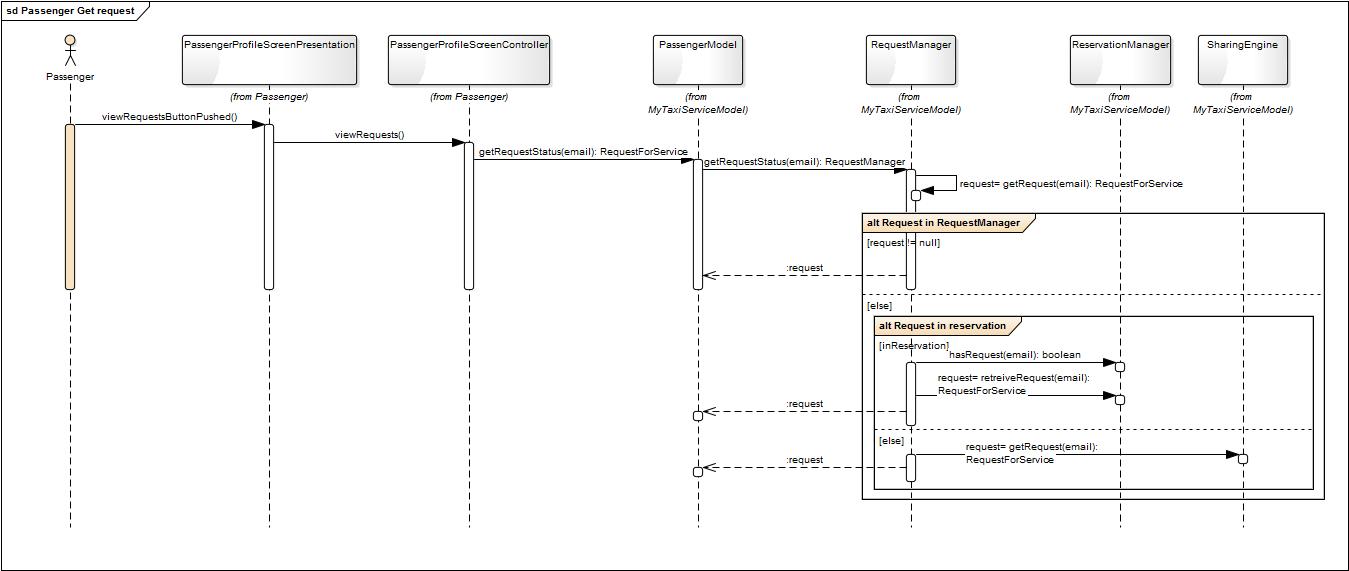 sd Passenger Get request
PassengerProfileScreenPresentation
PassengerProfileScreenController
PassengerModel
RequestManager
ReservationManager
SharingEngine
Passenger
(from Passenger)
(from Passenger)
(from
MyTaxiServiceModel)
(from
MyTaxiServiceModel)
(from
MyTaxiServiceModel)
(from
MyTaxiServiceModel)
viewRequestsButtonPushed()
viewRequests()
getRequestStatus(email): RequestForService
getRequestStatus(email): RequestManager
request= getRequest(email): RequestForService
alt Request in RequestManager
[request != null]
:request
[else]
alt Request in reservation
[inReservation]
hasRequest(email): boolean
request= retreiveRequest(email):
RequestForService
:request
[else]
request= getRequest(email):
RequestForService
:request